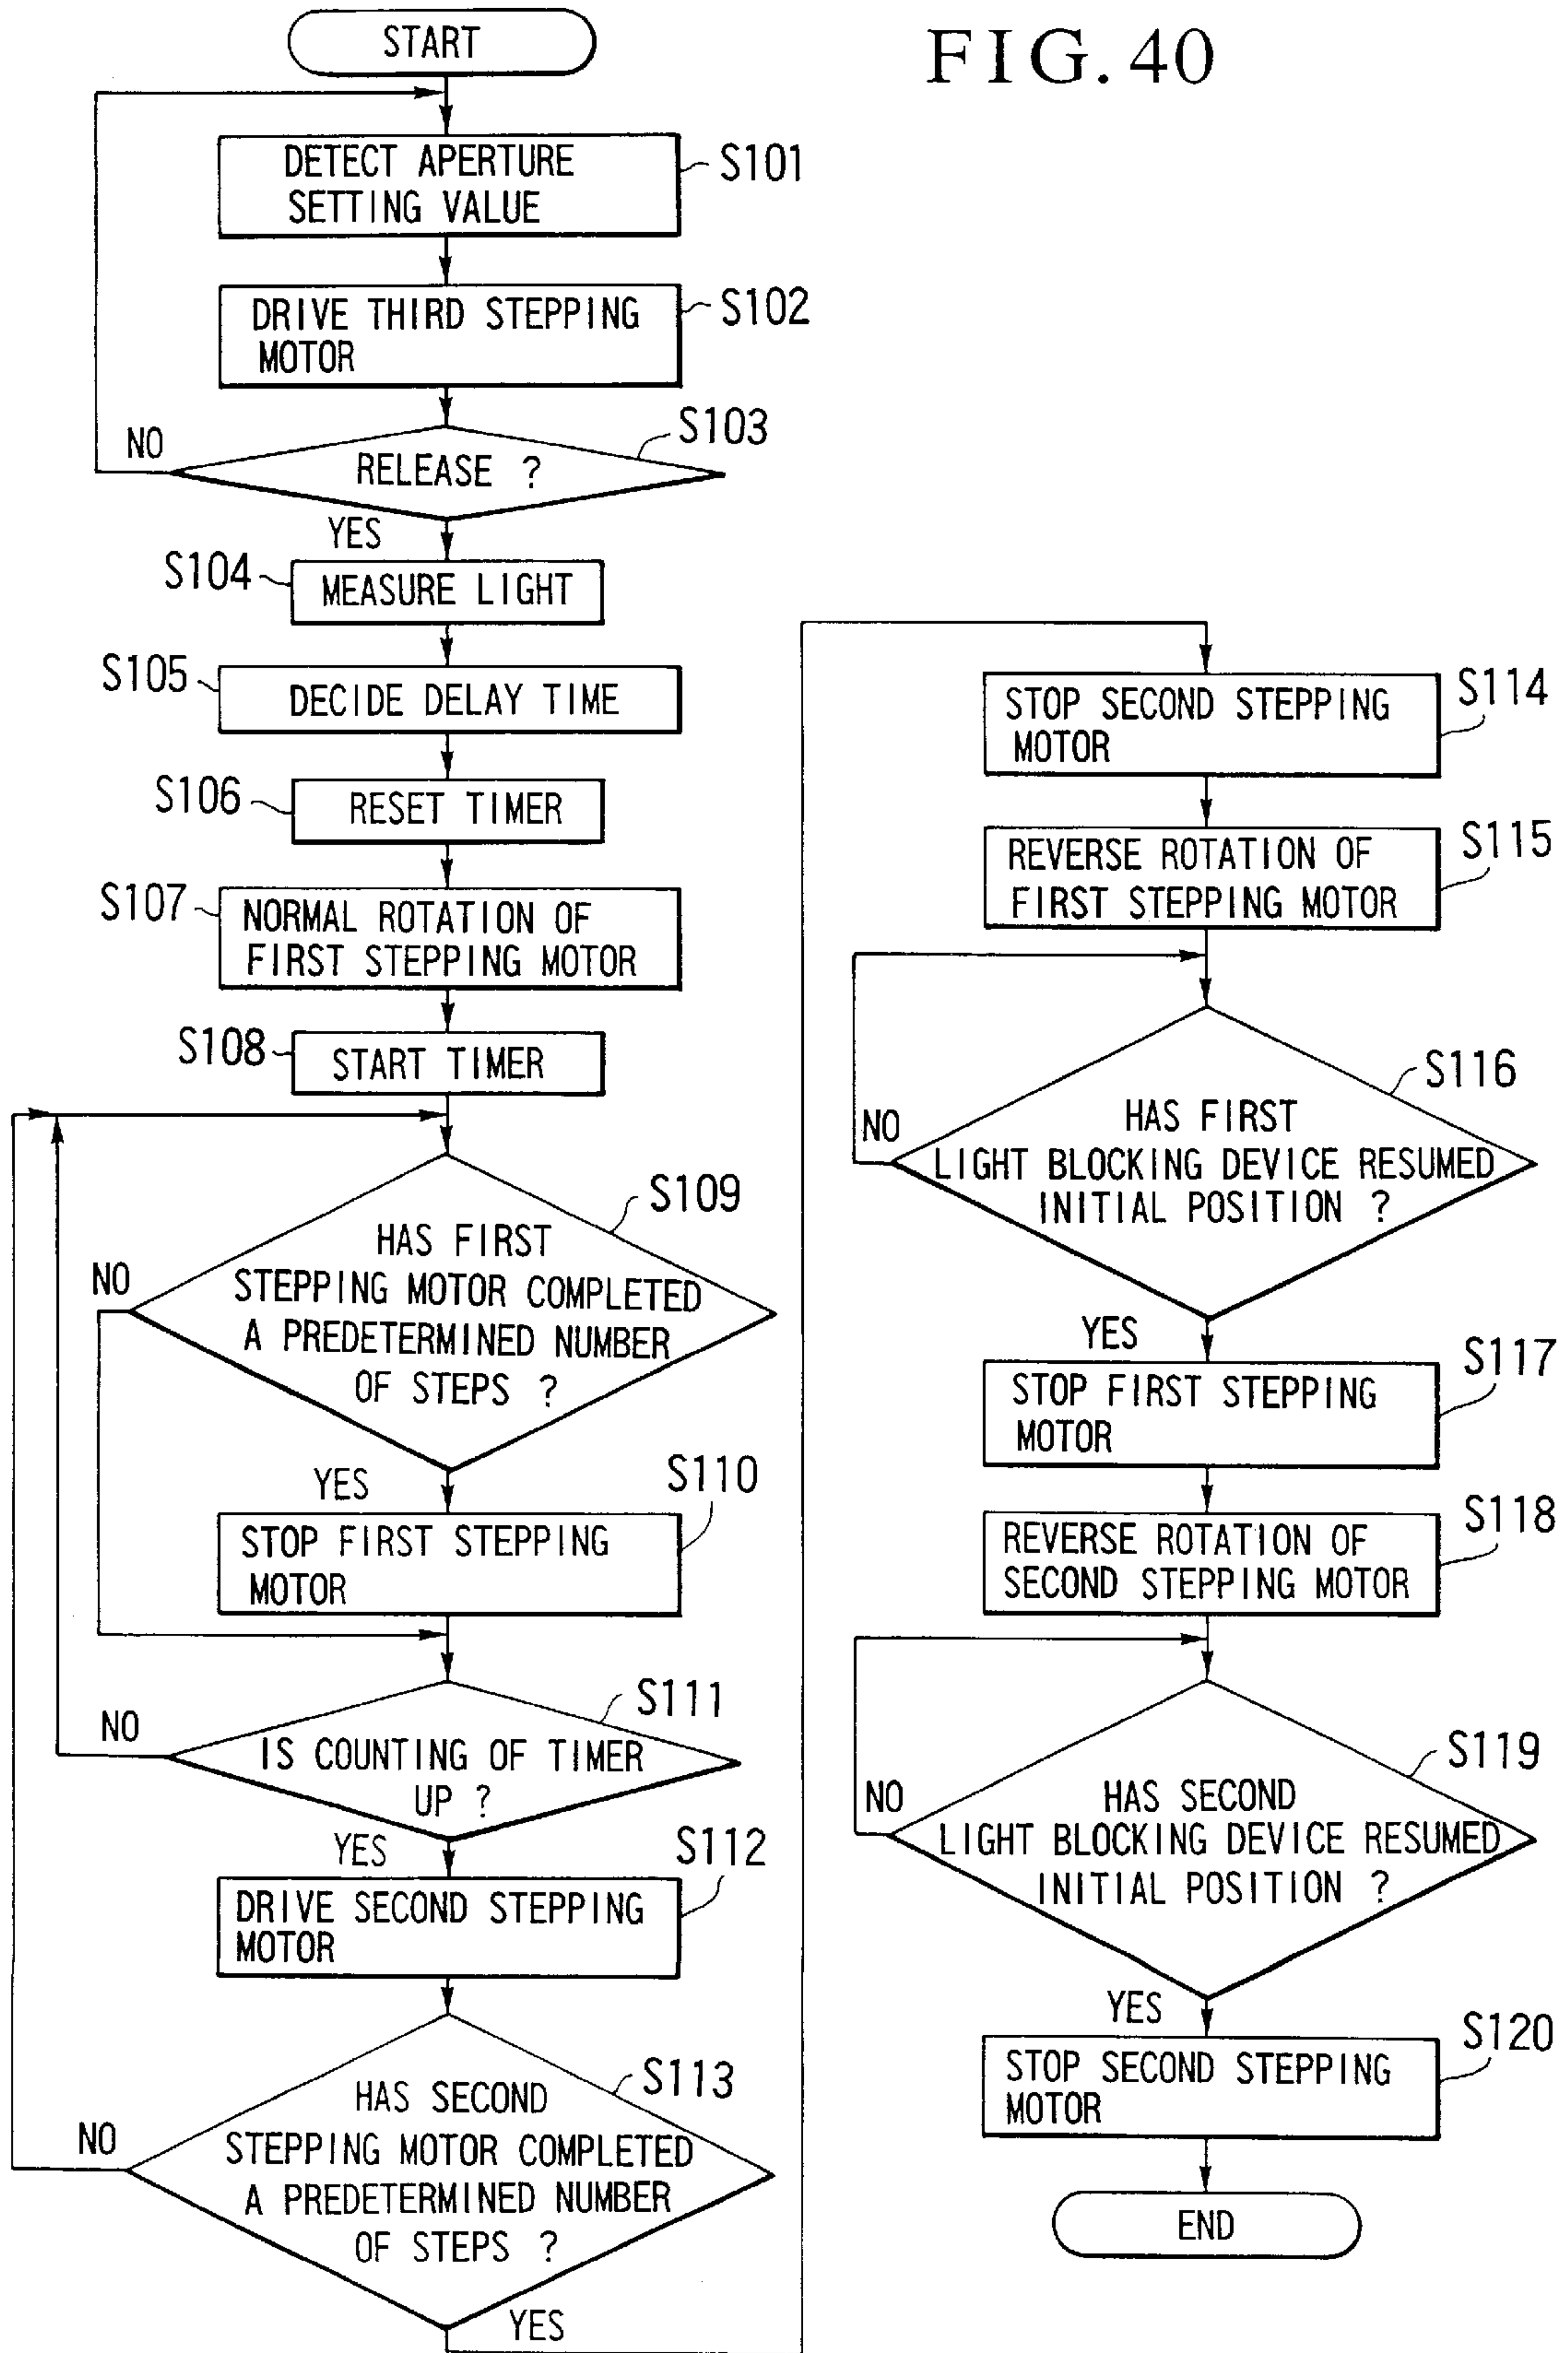 FIG. 40
START
DETECT APERTURE
SETTING VALUE
S101
DRIVE THIRD STEPPING
MOTOR
S102
S103
NO
RELEASE ?
YES
S104
MEASURE LIGHT
S105
DECIDE DELAY TIME
S106
RESET TIMER
S107
NORMAL ROTATION OF
FIRST STEPPING MOTOR
S108
START TIMER
S109
NO
HAS FIRST
STEPPING MOTOR COMPLETED
A PREDETERMINED NUMBER
OF STEPS ?
YES
S110
STOP FIRST STEPPING
MOTOR
S111
NO
IS COUNTING OF TIMER
UP ?
YES
S112
DRIVE SECOND STEPPING
MOTOR
S113
NO
HAS SECOND
STEPPING MOTOR COMPLETED
A PREDETERMINED NUMBER
OF STEPS ?
YES
STOP SECOND STEPPING
MOTOR
S114
REVERSE ROTATION OF
FIRST STEPPING MOTOR
S115
S116
NO
HAS FIRST
LIGHT BLOCKING DEVICE RESUMED
INITIAL POSITION ?
YES
S117
STOP FIRST STEPPING
MOTOR
S118
REVERSE ROTATION OF
SECOND STEPPING MOTOR
S119
NO
HAS SECOND
LIGHT BLOCKING DEVICE RESUMED
INITIAL POSITION ?
YES
S120
STOP SECOND STEPPING
MOTOR
END